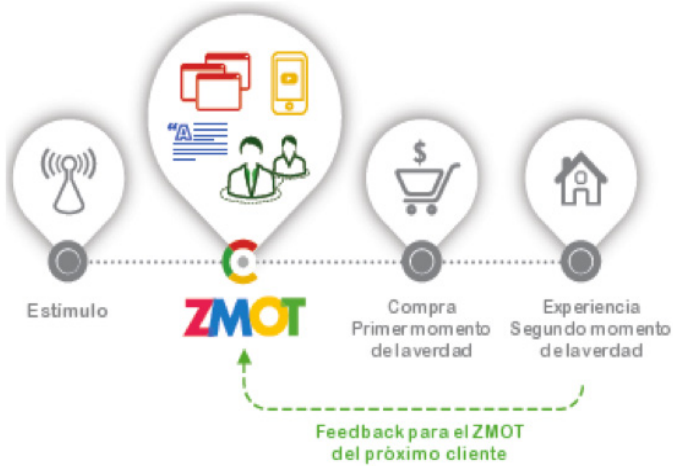 "A
$
Estímulo
ZMOT
Compra
Primer momento
de la verdad
Experiencia
Segundo momento
de la verdad
Feedback para el ZMOT
del próximo cliente